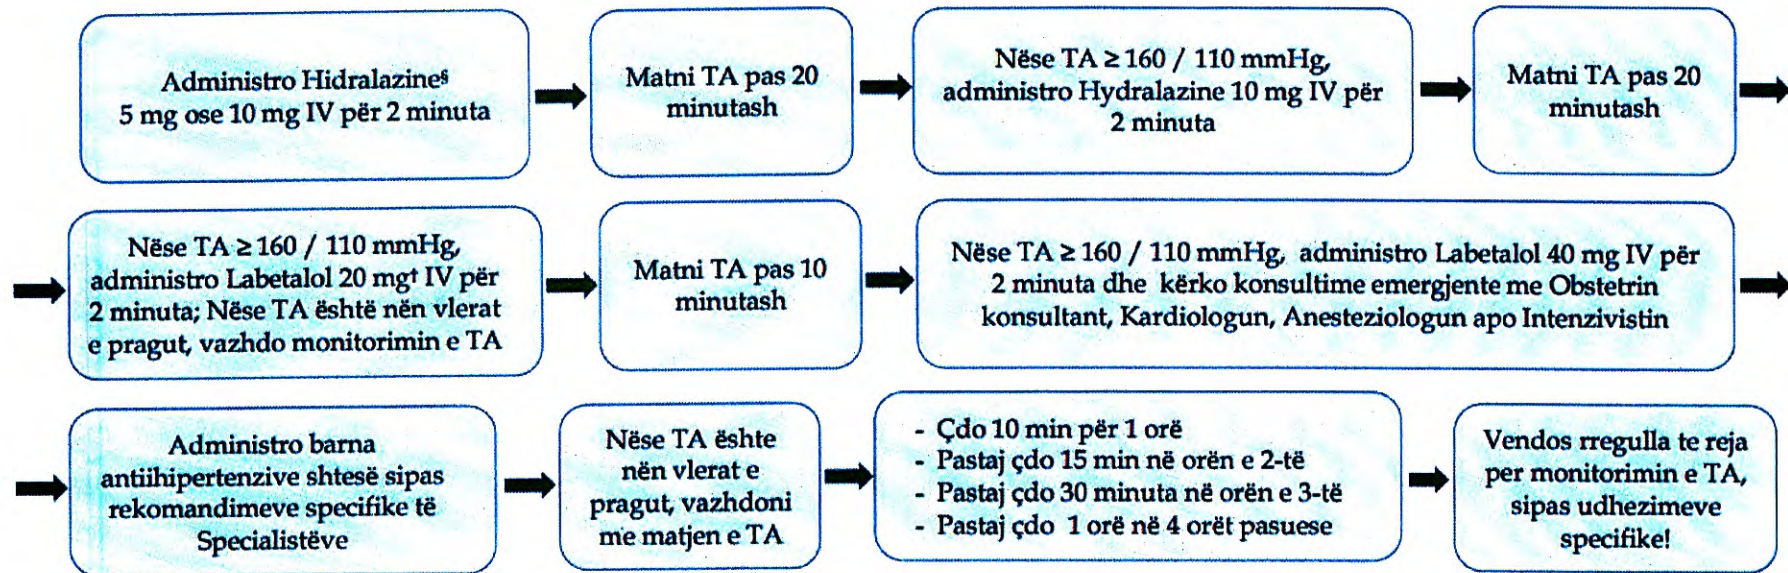 Administro Hidralazine§
5 mg ose 10 mg IV për 2 minuta
Matni TA pas 20
minutash
Nëse TA ≥ 160 / 110 mmHg,
administro Hydralazine 10 mg IV për
2 minuta
Matni TA pas 20
minutash
Nëse TA ≥ 160 / 110 mmHg,
administro Labetalol 20 mg† IV për
2 minuta; Nëse TA është nën vlerat
e pragut, vazhdo monitorimin e TA
Matni TA pas 10
minutash
Nëse TA ≥ 160 / 110 mmHg, administro Labetalol 40 mg IV për
2 minuta dhe kërko konsultime emergjente me Obstetrin
konsultant, Kardiologun, Anesteziologun apo Intenzivistin
Administro barna
antiihipertenzive shtesë sipas
rekomandimeve specifike të
Specialistëve
Nëse TA ështe
nën vlerat e
pragut, vazhdoni
me matjen e TA
- Çdo 10 min për 1 orë
- Pastaj çdo 15 min në orën e 2-të
- Pastaj çdo 30 minuta në orën e 3-të
- Pastaj çdo 1 orë në 4 orët pasuese
Vendos rregulla te reja
per monitorimin e TA,
sipas udhezimeve
specifike!